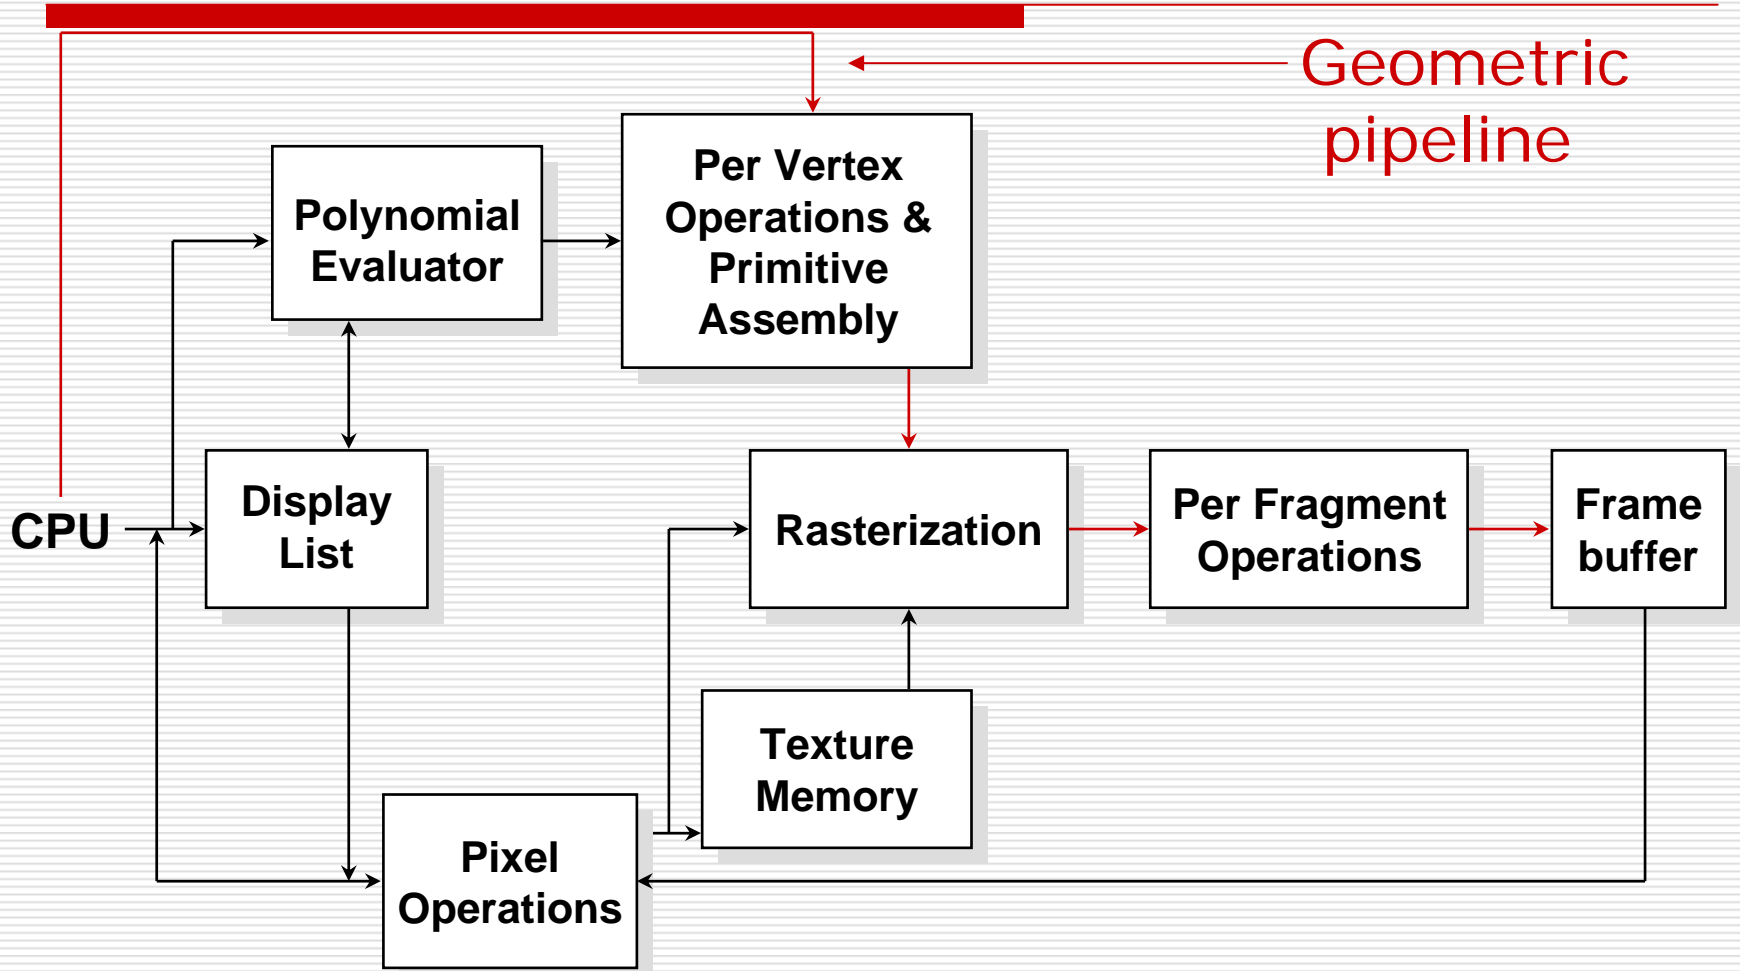 Geometric
pipeline
Per Vertex
Operations &
Primitive
Assembly
Polynomial
Evaluator
CPU
Display
List
Rasterization
Per Fragment
Operations
Frame
buffer
Texture
Memory
Pixel
Operations